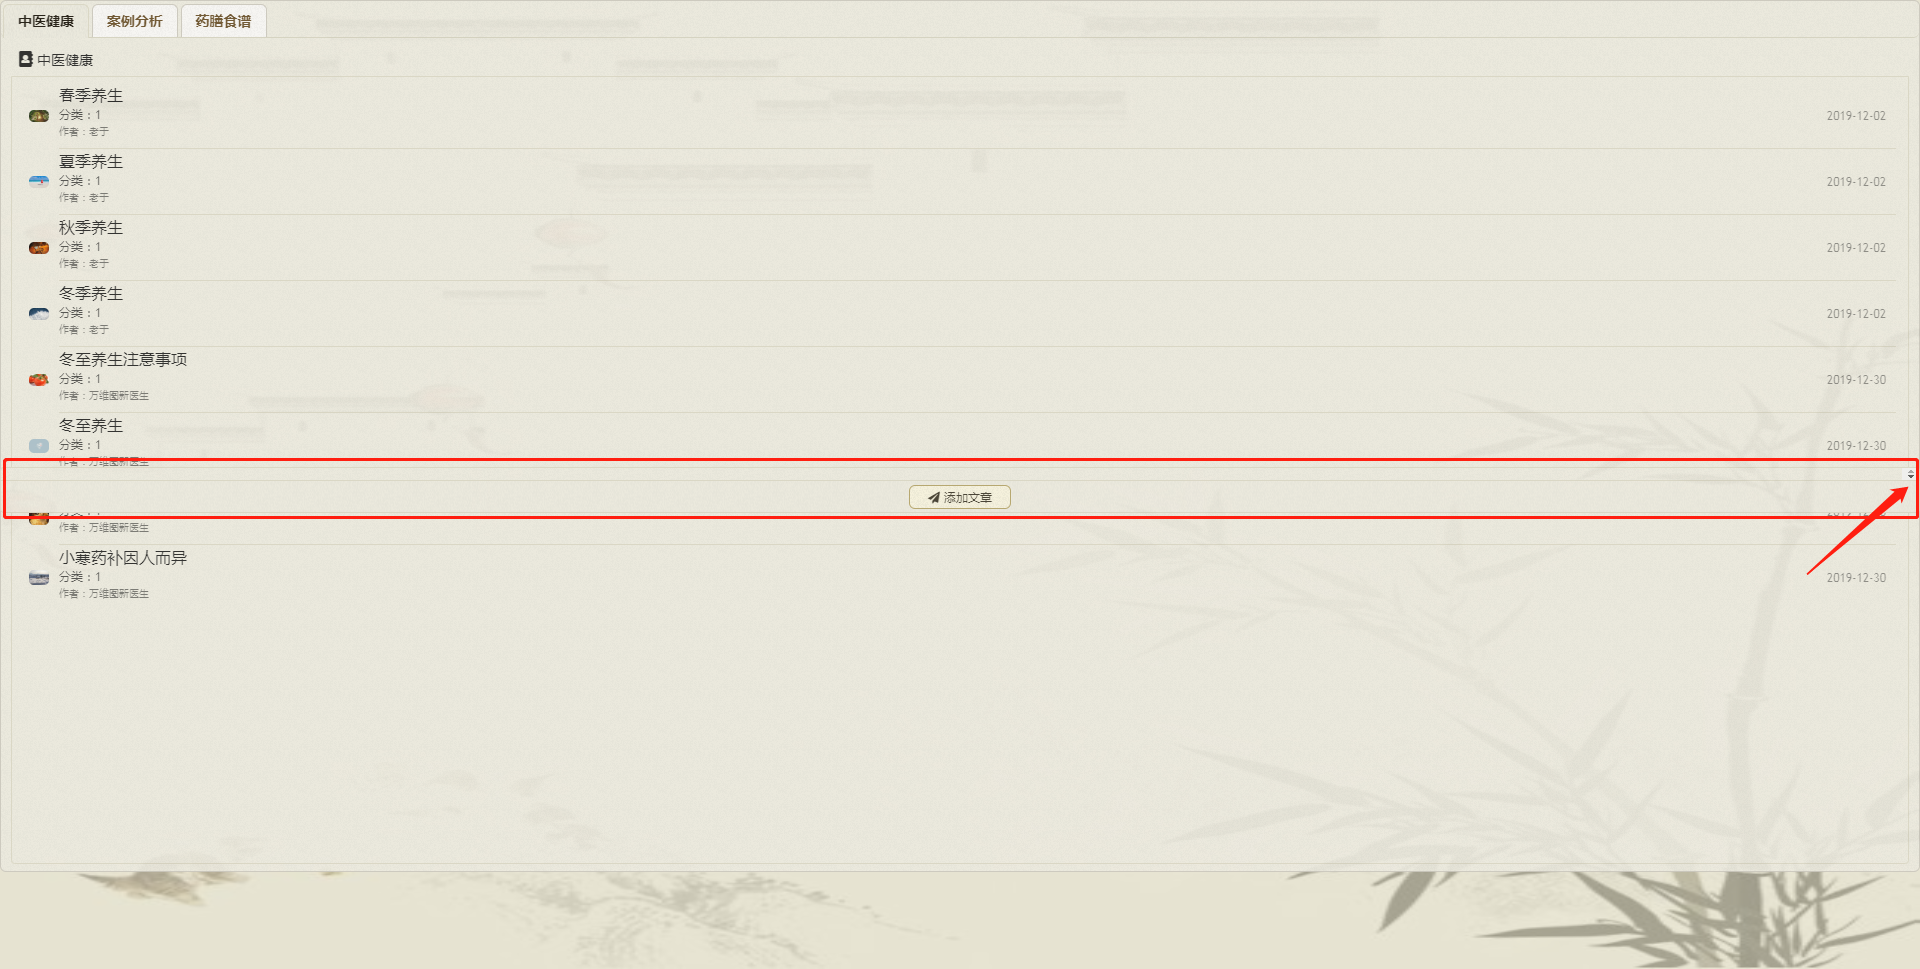 中医健康 案例分析 药膳食谱
中医健康
春季养生
分类：1
作者：老于
2019-12-02
夏季养生
分类：1
作者：老于
2019-12-02
秋季养生
分类：1
作者：老于
2019-12-02
冬季养生
分类：1
作者：老于
2019-12-02
冬至养生注意事项
分类：1
作者：万维图新医生
2019-12-30
冬至养生
分类：1
作者：万维图新医生
2019-12-30
添加文章
作者：万维图新医生
小寒药补因人而异
分类：1
作者：万维图新医生
2019-12-30